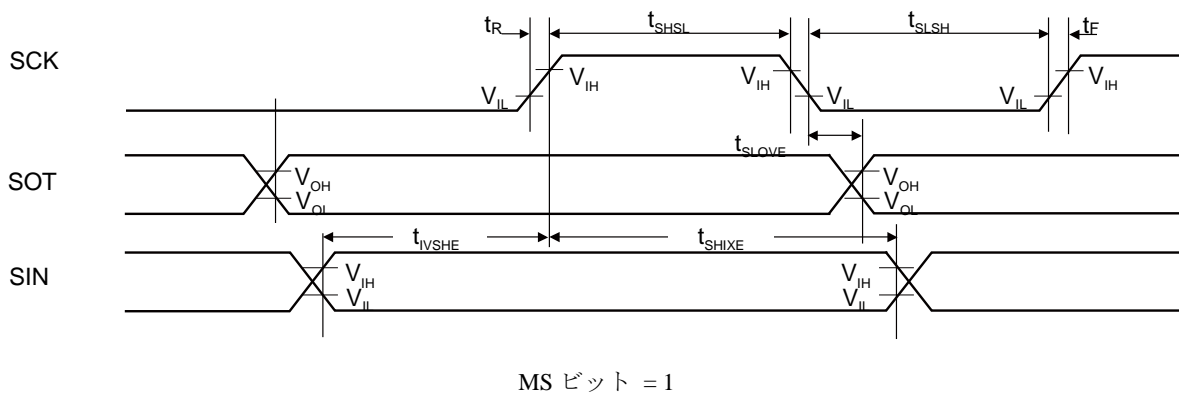 tR tSHSL tSLSH tF
SCK
VIH VIH VIH
VIL VIL VIL
tSLOVE
SOT
VOH VOH
VOL VOL
tIVSHE tSHIXE
SIN
VIH VIH
VIL VIL
MS ビット = 1